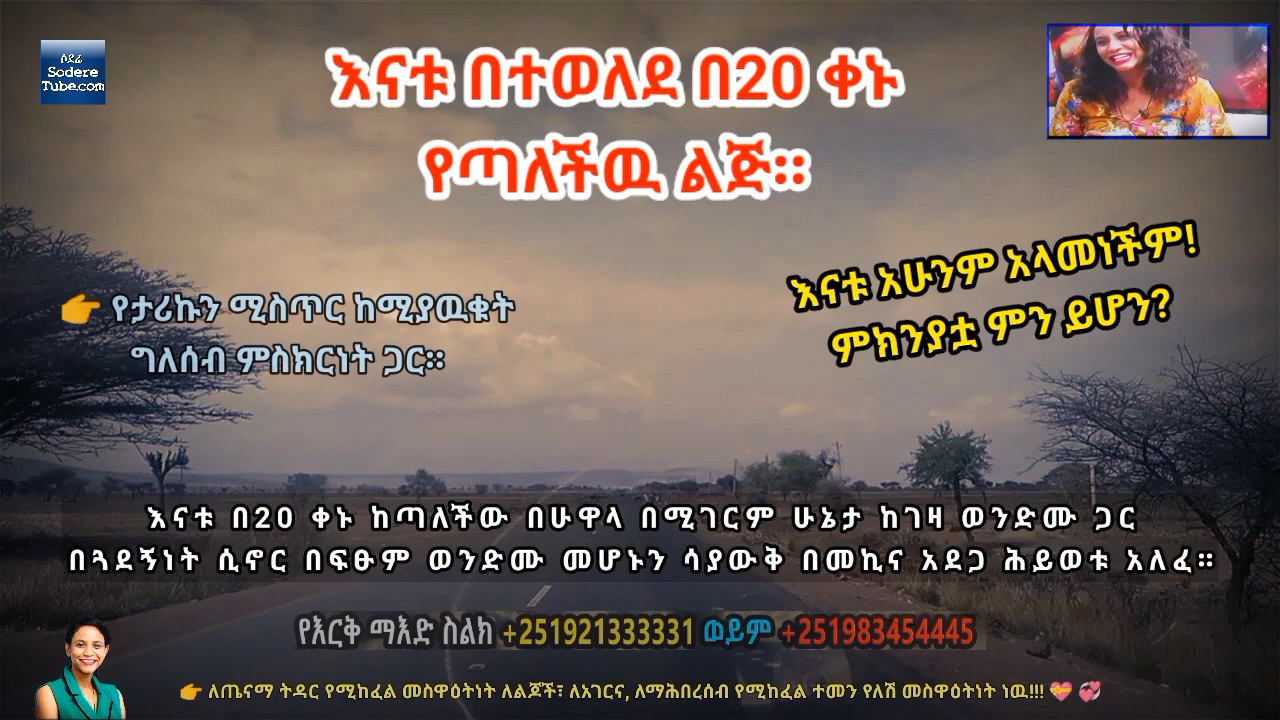 ሶደሬ
Sodere
Tube.com
እናቱ በተወለደ በ20 ቀኑ
የጣለችዉ ልጅ።
እናቱ አሁንም አላመነችም!
ምክንያቷ ምን ይሆን?
👉 የታሪኩን ሚስጥር ከሚያዉቁት
ግለሰብ ምስክርነት ጋር።
እናቱ በ20 ቀኑ ከጣለችው በሁዋላ በሚገርም ሁኔታ ከገዛ ወንድሙ ጋር
በጓደኝነት ሲኖር በፍፁም ወንድሙ መሆኑን ሳያውቅ በመኪና አደጋ ሕይወቱ አለፈ።
የእርቅ ማእድ ስልክ +251921333331 ወይም +251983454445
👉 ለጤናማ ትዳር የሚከፈል መስዋዕትነት ለልጆች፣ ለአገርና, ለማሕበረሰብ የሚከፈል ተመን የለሽ መስዋዕትነት ነዉ!!! 💝 💞